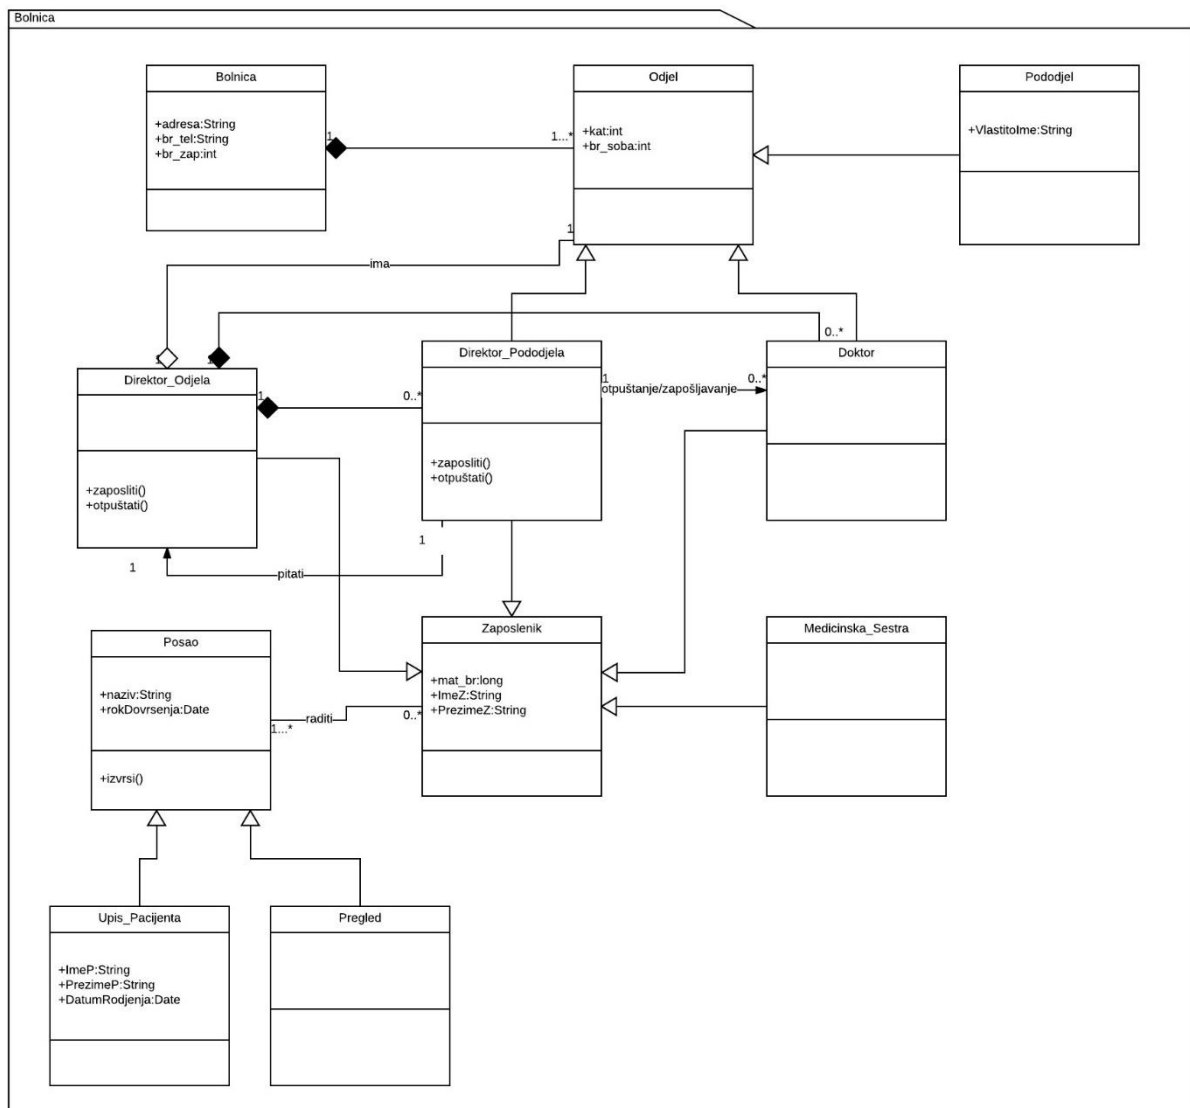 Bolnica
Bolnica
+adresa:String
+br_tel:String
+br_zap:int
1
1...*
Odjel
+kat:int
+br_soba:int
1
Pododjel
+VlastitoIme:String
ima
1
1
0..*
Direktor_Odjela
+zaposliti()
+otpuštati()
1
0..*
Direktor_Pododjela
+zaposliti()
+otpuštati()
1
otpuštanje/zapošljavanje
0..*
Doktor
1
1
pitati
Posao
+naziv:String
+rokDovrsenja:Date
+izvrsi()
1...*
raditi
0..*
Zaposlenik
+mat_br:long
+ImeZ:String
+PrezimeZ:String
Medicinska_Sestra
Upis_Pacijenta
+ImeP:String
+PrezimeP:String
+DatumRodjenja:Date
Pregled